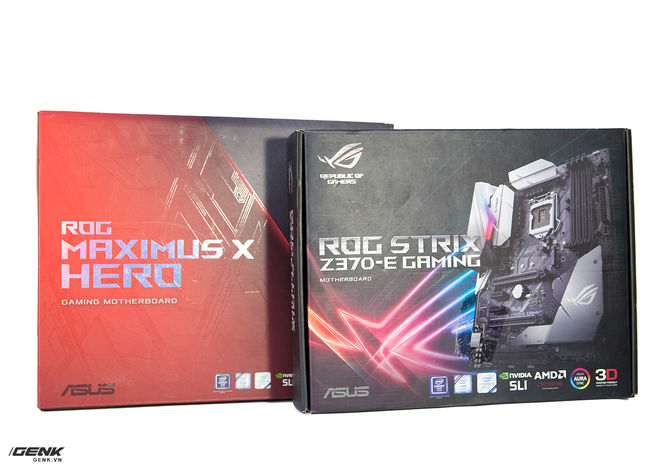 ROG
MAXIMUS X
HERO
GAMING MOTHERBOARD
ASUS
SLI
REPUBLIC OF
GAMERS
ROG STRIX
Z370-E GAMING
MOTHERBOARD
ASUS
NVIDIA
SLI
AMD
AURA
SYNC
3D
GENK
GENK.VN